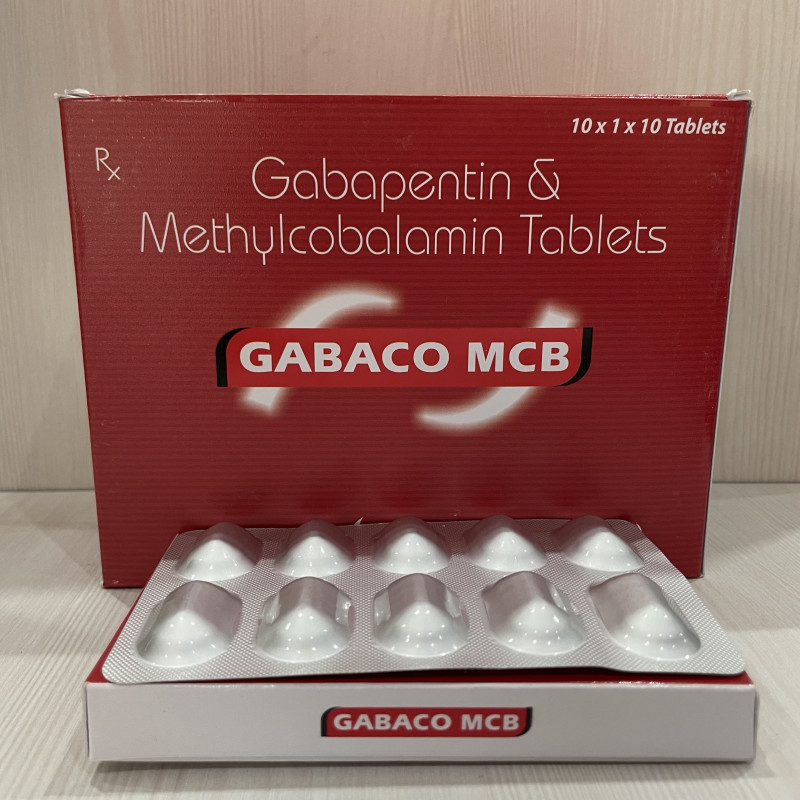 10 x 1 x 10 Tablets
Rx
Gabapentin &
Methylcobalamin Tablets
GABACO MCB
GABACO MCB